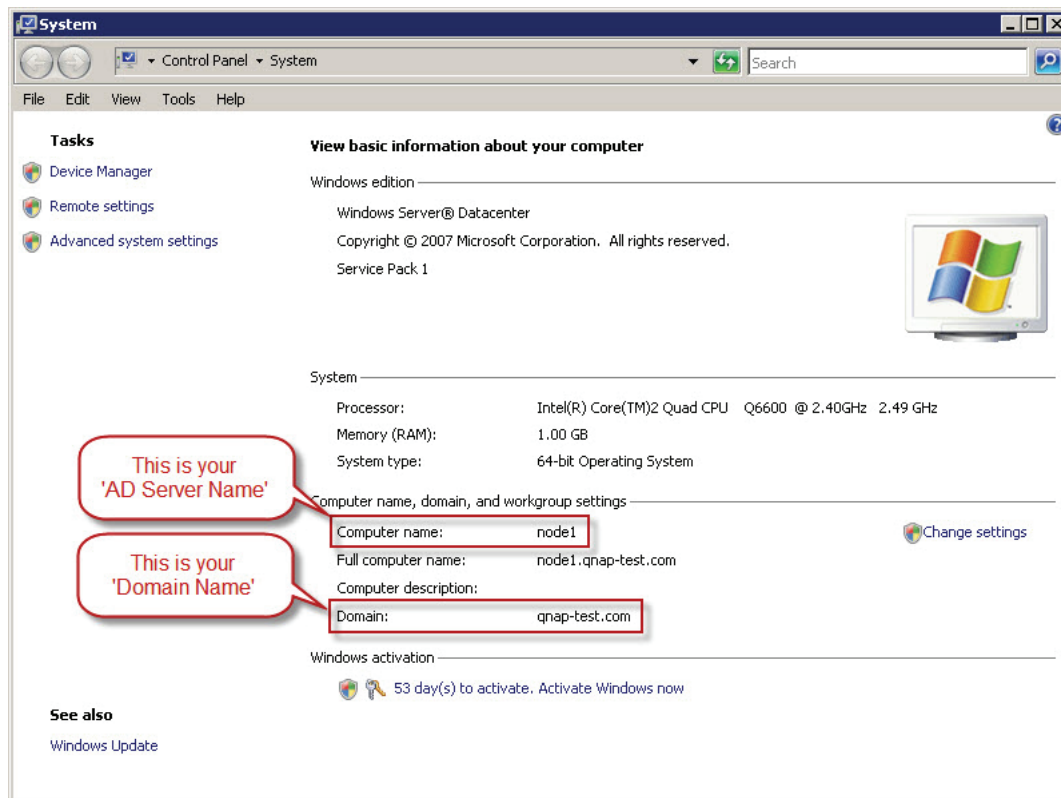 System
Control Panel System
Search
File Edit View Tools Help
Tasks
Device Manager
Remote settings
Advanced system settings
See also
Windows Update
View basic information about your computer
Windows edition
Windows Server® Datacenter
Copyright © 2007 Microsoft Corporation. All rights reserved.
Service Pack 1
System
Processor: Intel(R) Core(TM)2 Quad CPU Q6600 @ 2.40GHz 2.49 GHz
Memory (RAM): 1.00 GB
System type: 64-bit Operating System
This is your
'AD Server Name'
Computer name, domain, and workgroup settings
Computer name: node1
Change settings
Full computer name: node1.qnap-test.com
This is your
'Domain Name'
Computer description:
Domain: qnap-test.com
Windows activation
53 day(s) to activate. Activate Windows now